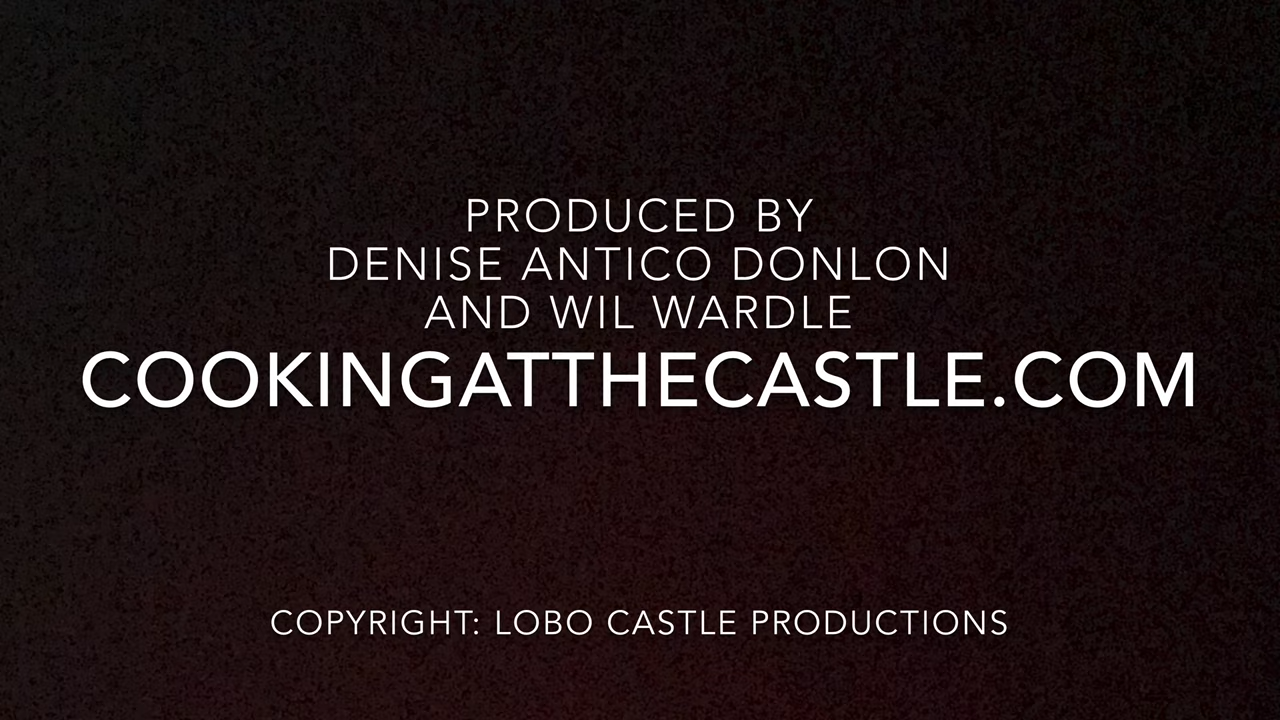 PRODUCED BY
DENISE ANTICO DONLON
AND WIL WARDLE
COOKINGATTHECASTLE.COM
COPYRIGHT: LOBO CASTLE PRODUCTIONS